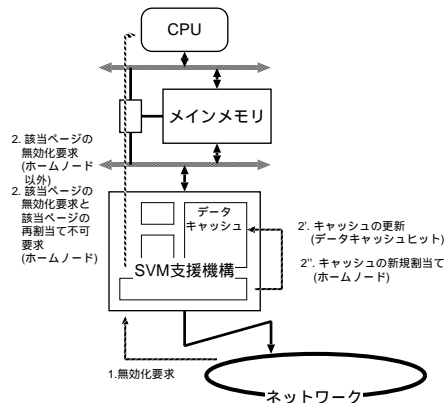 CPU
メインメモリ
2. 該当ページの
無効化要求
(ホームノード
以外)
2. 該当ページの
無効化要求と
該当ページの
再割当て不可
要求
(ホームノード)
データ
キャッシュ
SVM支援機構
2'. キャッシュの更新
(データキャッシュヒット)
2''. キャッシュの新規割当て
(ホームノード)
1.無効化要求
ネットワーク